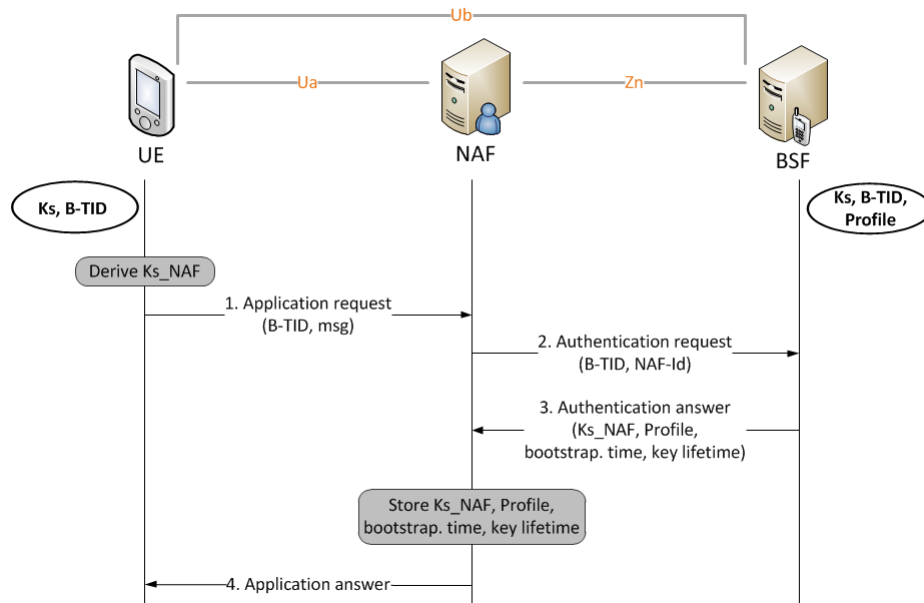 Ub
Ua
Zn
UE
NAF
BSF
Ks, B-TID
Ks, B-TID,
Profile
Derive Ks_NAF
1. Application request
(B-TID, msg)
2. Authentication request
(B-TID, NAF-Id)
3. Authentication answer
(Ks_NAF, Profile,
bootstrap. time, key lifetime)
Store Ks_NAF, Profile,
bootstrap. time, key lifetime
4. Application answer